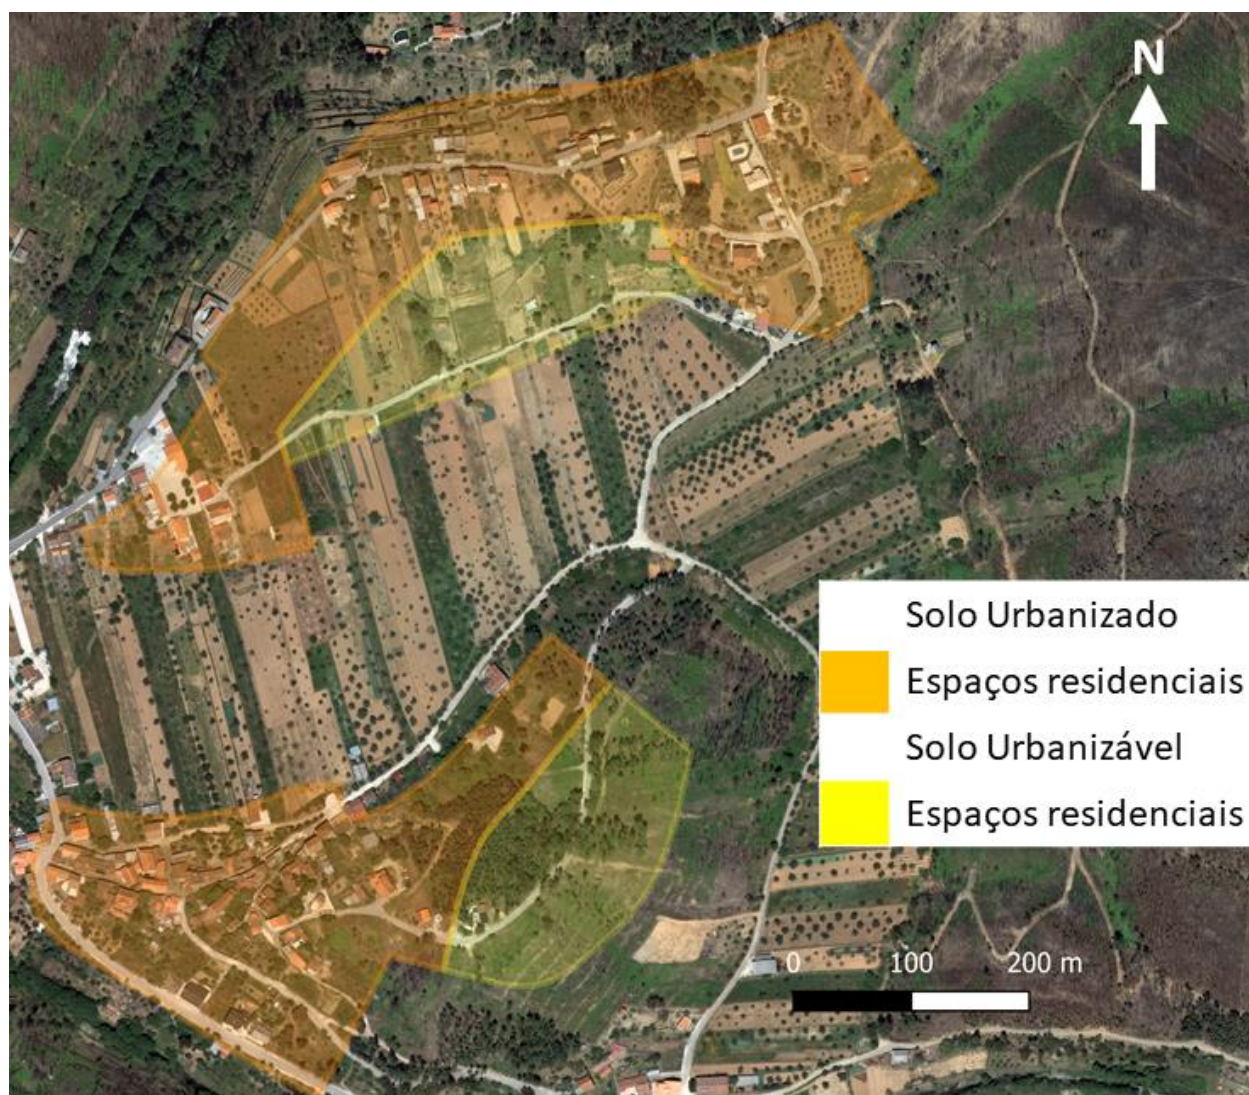 N
Solo Urbanizado
Espaços residenciais
Solo Urbanizável
Espaços residenciais
0 100 200 m